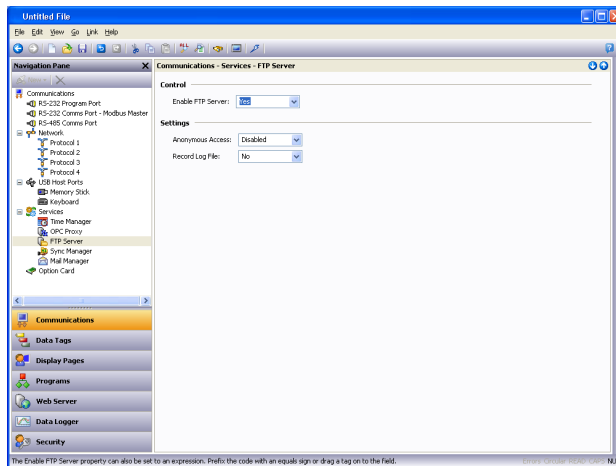 Untitled File
File Edit View Go Link Help
Navigation Pane
Communications - Services - FTP Server
Communications
RS-232 Program Port
RS-232 Comms Port - Modbus Master
RS-485 Comms Port
Network
Protocol 1
Protocol 2
Protocol 3
Protocol 4
USB Host Ports
Memory Stick
Keyboard
Services
Time Manager
OPC Proxy
FTP Server
Sync Manager
Mail Manager
Option Card
Control
Enable FTP Server: Yes
Settings
Anonymous Access: Disabled
Record Log File: No
Communications
Data Tags
Display Pages
Programs
Web Server
Data Logger
Security
The Enable FTP Server property can also be set to an expression. Prefix the code with an equals sign or drag a tag on to the field.
Errors Circular READ CAPS NU